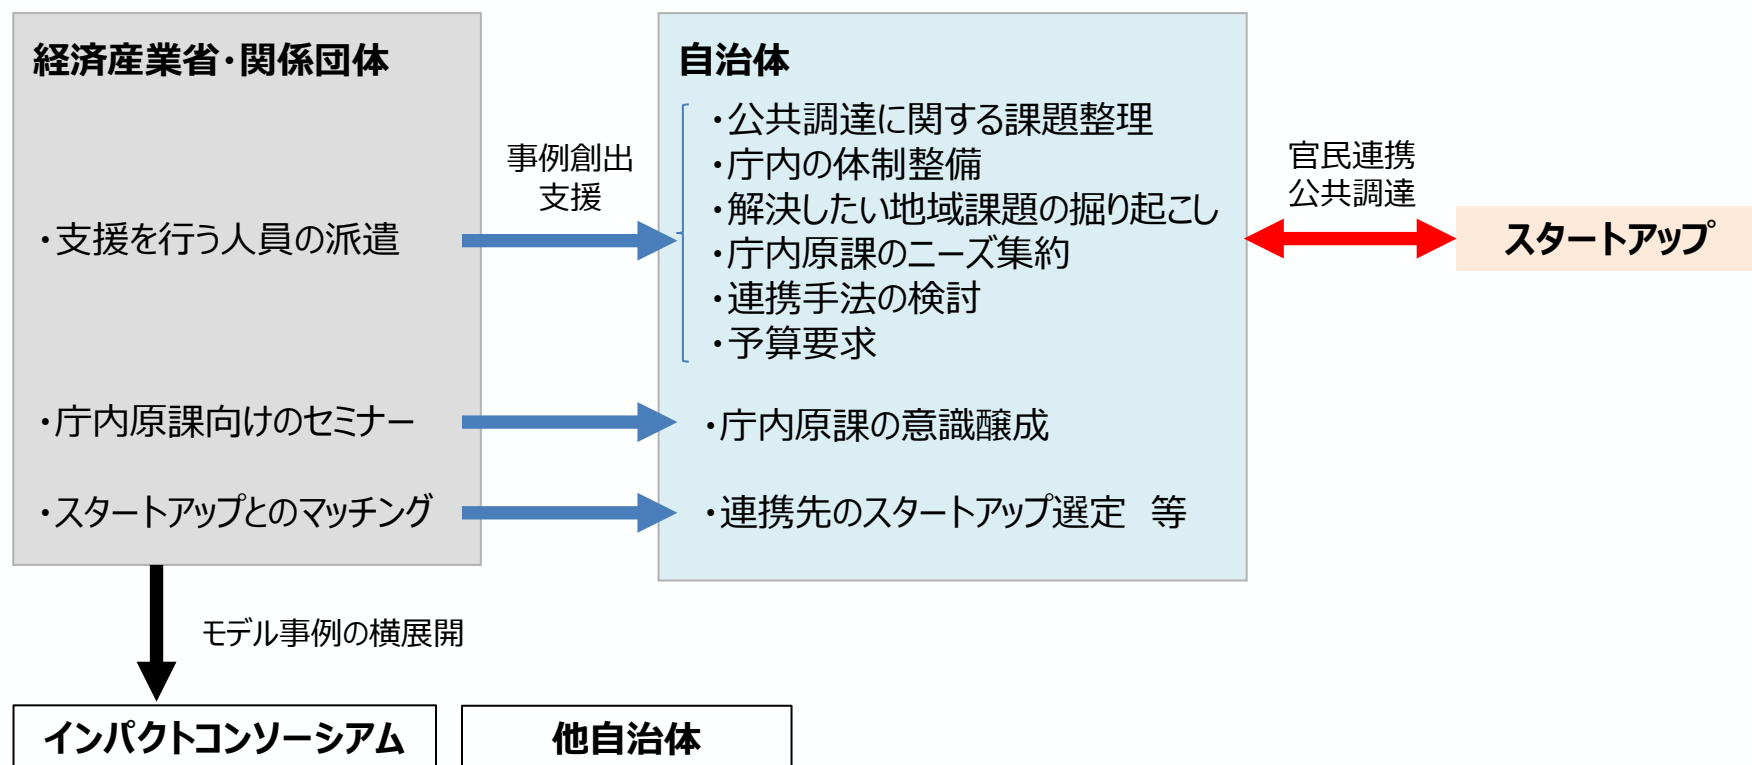 経済産業省・関係団体
・支援を行う人員の派遣
・庁内原課向けのセミナー
・スタートアップとのマッチング
事例創出
支援
自治体
・公共調達に関する課題整理
・庁内の体制整備
・解決したい地域課題の掘り起こし
・庁内原課のニーズ集約
・連携手法の検討
・予算要求
・庁内原課の意識醸成
・連携先のスタートアップ選定　等
官民連携
公共調達
スタートアップ
モデル事例の横展開
インパクトコンソーシアム
他自治体